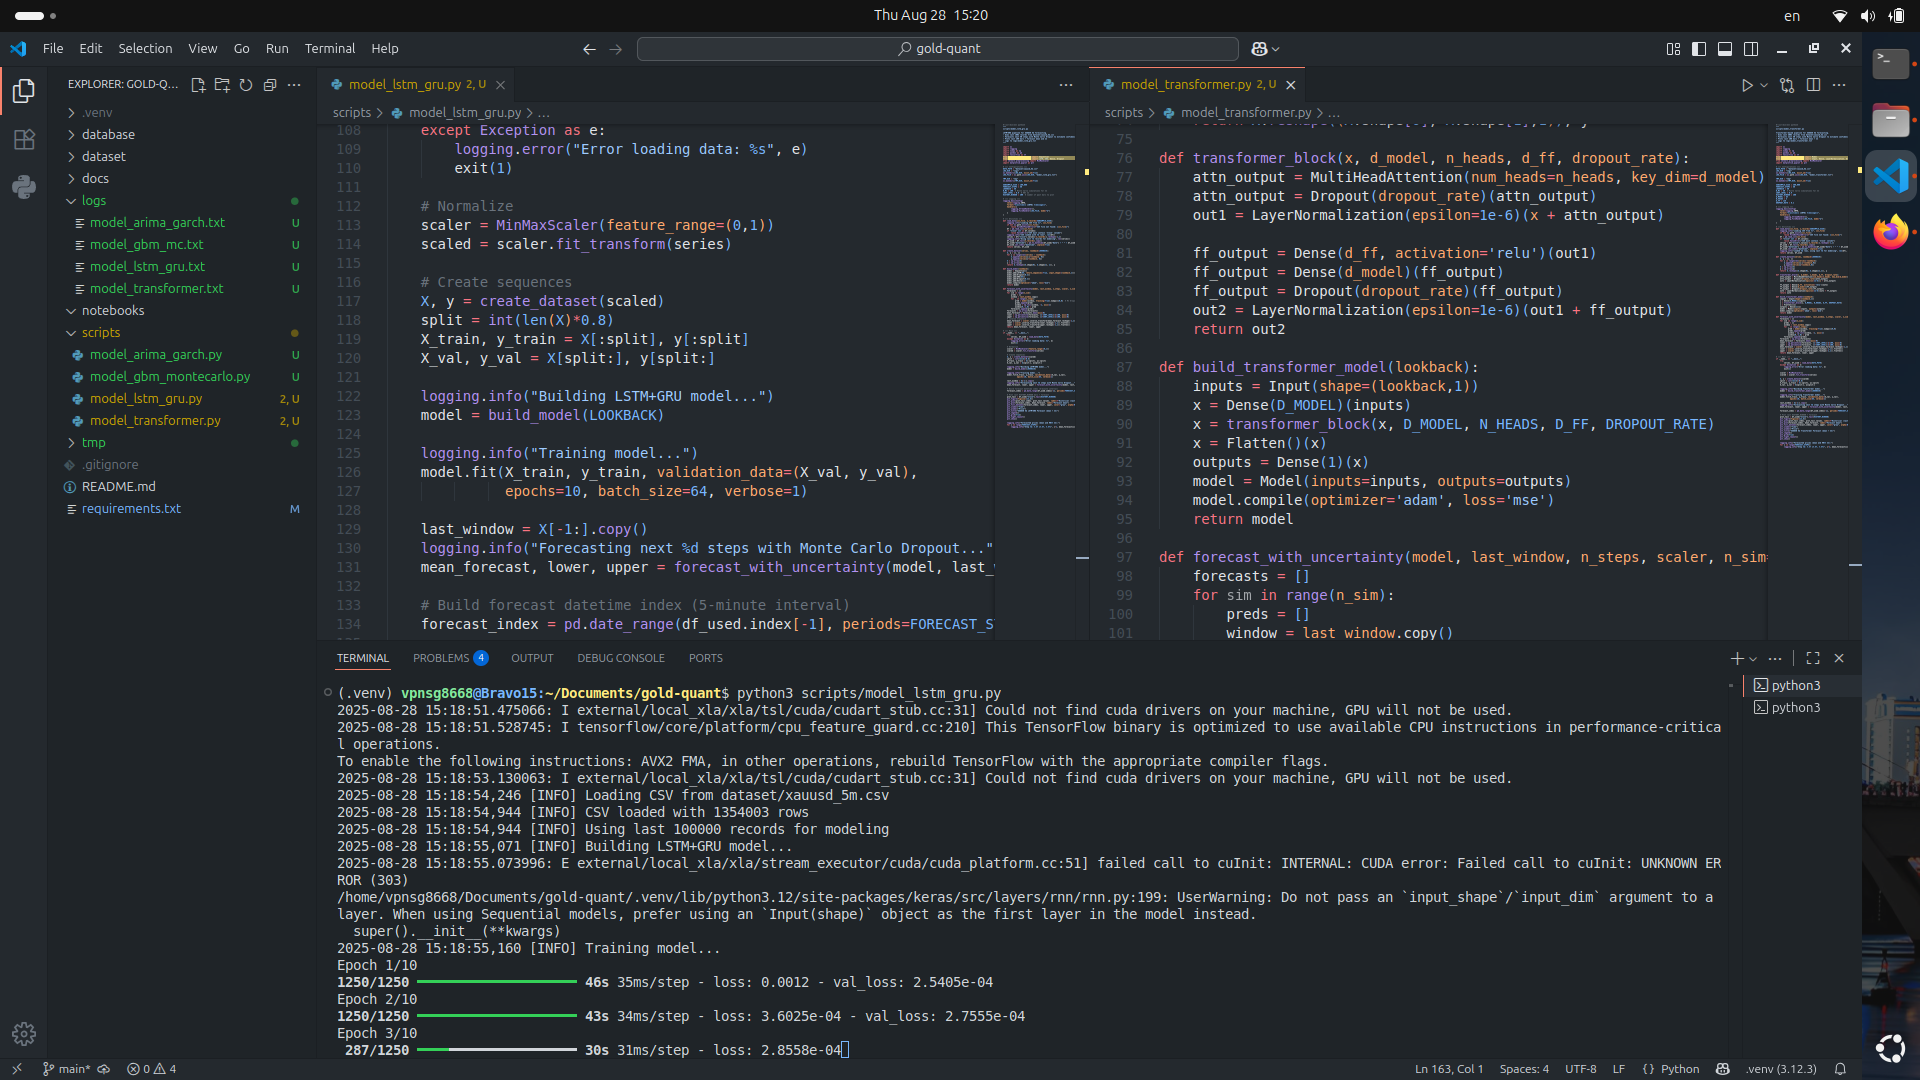 Thu Aug 28 15:20
en
File Edit Selection View Go Run Terminal Help
gold-quant
EXPLORER: GOLD-Q...
.venv
database
dataset
docs
logs
model_arima_garch.txt U
model_gbm_mc.txt U
model_lstm_gru.txt U
model_transformer.txt U
notebooks
scripts
model_arima_garch.py U
model_gbm_montecarlo.py U
model_lstm_gru.py 2, U
model_transformer.py 2, U
tmp
.gitignore
README.md
requirements.txt M
model_lstm_gru.py 2, U
scripts > model_lstm_gru.py > ...
108 except Exception as e:
109 logging.error("Error loading data: %s", e)
110 exit(1)
111
112 # Normalize
113 scaler = MinMaxScaler(feature_range=(0,1))
114 scaled = scaler.fit_transform(series)
115
116 # Create sequences
117 X, y = create_dataset(scaled)
118 split = int(len(X)*0.8)
119 X_train, y_train = X[:split], y[:split]
120 X_val, y_val = X[split:], y[split:]
121
122 logging.info("Building LSTM+GRU model...")
123 model = build_model(LOOKBACK)
124
125 logging.info("Training model...")
126 model.fit(X_train, y_train, validation_data=(X_val, y_val),
127 epochs=10, batch_size=64, verbose=1)
128
129 last_window = X[-1:].copy()
130 logging.info("Forecasting next %d steps with Monte Carlo Dropout..."
131 mean_forecast, lower, upper = forecast_with_uncertainty(model, last_
132
133 # Build forecast datetime index (5-minute interval)
134 forecast_index = pd.date_range(df_used.index[-1], periods=FORECAST_S
model_transformer.py 2, U
scripts > model_transformer.py > ...
75
76 def transformer_block(x, d_model, n_heads, d_ff, dropout_rate):
77 attn_output = MultiHeadAttention(num_heads=n_heads, key_dim=d_model)
78 attn_output = Dropout(dropout_rate)(attn_output)
79 out1 = LayerNormalization(epsilon=1e-6)(x + attn_output)
80
81 ff_output = Dense(d_ff, activation='relu')(out1)
82 ff_output = Dense(d_model)(ff_output)
83 ff_output = Dropout(dropout_rate)(ff_output)
84 out2 = LayerNormalization(epsilon=1e-6)(out1 + ff_output)
85 return out2
86
87 def build_transformer_model(lookback):
88 inputs = Input(shape=(lookback,1))
89 x = Dense(D_MODEL)(inputs)
90 x = transformer_block(x, D_MODEL, N_HEADS, D_FF, DROPOUT_RATE)
91 x = Flatten()(x)
92 outputs = Dense(1)(x)
93 model = Model(inputs=inputs, outputs=outputs)
94 model.compile(optimizer='adam', loss='mse')
95 return model
96
97 def forecast_with_uncertainty(model, last_window, n_steps, scaler, n_sim=
98 forecasts = []
99 for sim in range(n_sim):
100 preds = []
101 window = last_window.copy()
TERMINAL PROBLEMS 4 OUTPUT DEBUG CONSOLE PORTS
(.venv) vpnsg8668@Bravo15:~/Documents/gold-quant$ python3 scripts/model_lstm_gru.py
2025-08-28 15:18:51.475066: I external/local_xla/xla/tsl/cuda/cudart_stub.cc:31] Could not find cuda drivers on your machine, GPU will not be used.
2025-08-28 15:18:51.528745: I tensorflow/core/platform/cpu_feature_guard.cc:210] This TensorFlow binary is optimized to use available CPU instructions in performance-critica
l operations.
To enable the following instructions: AVX2 FMA, in other operations, rebuild TensorFlow with the appropriate compiler flags.
2025-08-28 15:18:53.130063: I external/local_xla/xla/tsl/cuda/cudart_stub.cc:31] Could not find cuda drivers on your machine, GPU will not be used.
2025-08-28 15:18:54,246 [INFO] Loading CSV from dataset/xauusd_5m.csv
2025-08-28 15:18:54,944 [INFO] CSV loaded with 1354003 rows
2025-08-28 15:18:54,944 [INFO] Using last 100000 records for modeling
2025-08-28 15:18:55,071 [INFO] Building LSTM+GRU model...
2025-08-28 15:18:55.073996: E external/local_xla/xla/stream_executor/cuda/cuda_platform.cc:51] failed call to cuInit: INTERNAL: CUDA error: Failed call to cuInit: UNKNOWN ER
ROR (303)
/home/vpnsg8668/Documents/gold-quant/.venv/lib/python3.12/site-packages/keras/src/layers/rnn/rnn.py:199: UserWarning: Do not pass an `input_shape`/`input_dim` argument to a
layer. When using Sequential models, prefer using an `Input(shape)` object as the first layer in the model instead.
super().__init__(**kwargs)
2025-08-28 15:18:55,160 [INFO] Training model...
Epoch 1/10
1250/1250 46s 35ms/step - loss: 0.0012 - val_loss: 2.5405e-04
Epoch 2/10
1250/1250 43s 34ms/step - loss: 3.6025e-04 - val_loss: 2.7555e-04
Epoch 3/10
287/1250 30s 31ms/step - loss: 2.8558e-04
python3
python3
main* 0 4
Ln 163, Col 1 Spaces: 4 UTF-8 LF {} Python .venv (3.12.3)